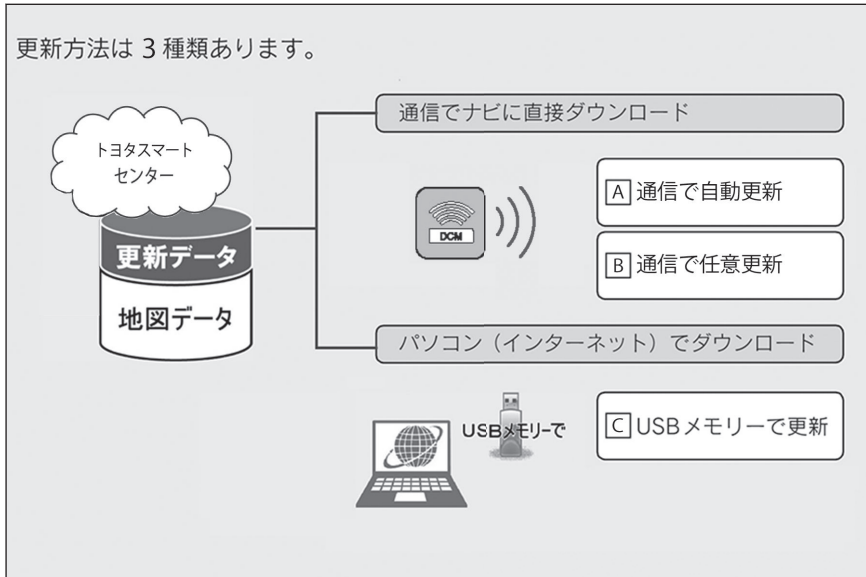 更新方法は 3 種類あります。
トヨタスマート
センター
更新データ
地図データ
通信でナビに直接ダウンロード
DCM
A 通信で自動更新
B 通信で任意更新
パソコン（インターネット）でダウンロード
USBメモリーで
C USBメモリーで更新